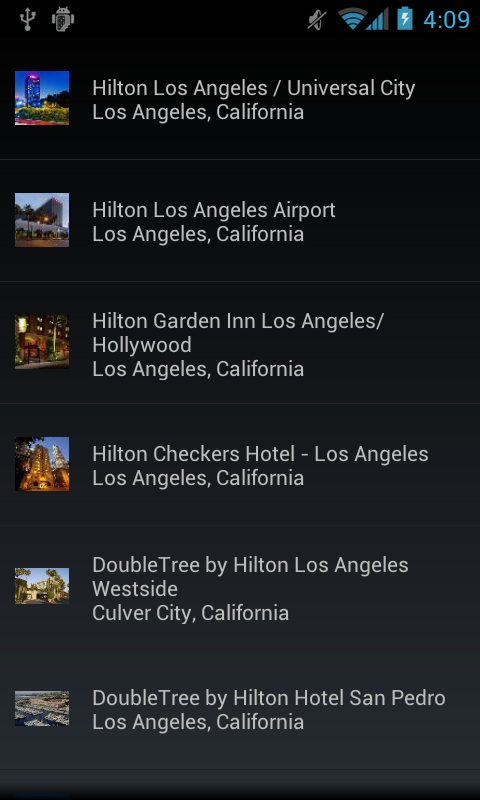 4:09
Hilton Los Angeles / Universal City
Los Angeles, California
Hilton Los Angeles Airport
Los Angeles, California
Hilton Garden Inn Los Angeles/
Hollywood
Los Angeles, California
Hilton Checkers Hotel - Los Angeles
Los Angeles, California
DoubleTree by Hilton Los Angeles
Westside
Culver City, California
DoubleTree by Hilton Hotel San Pedro
Los Angeles, California